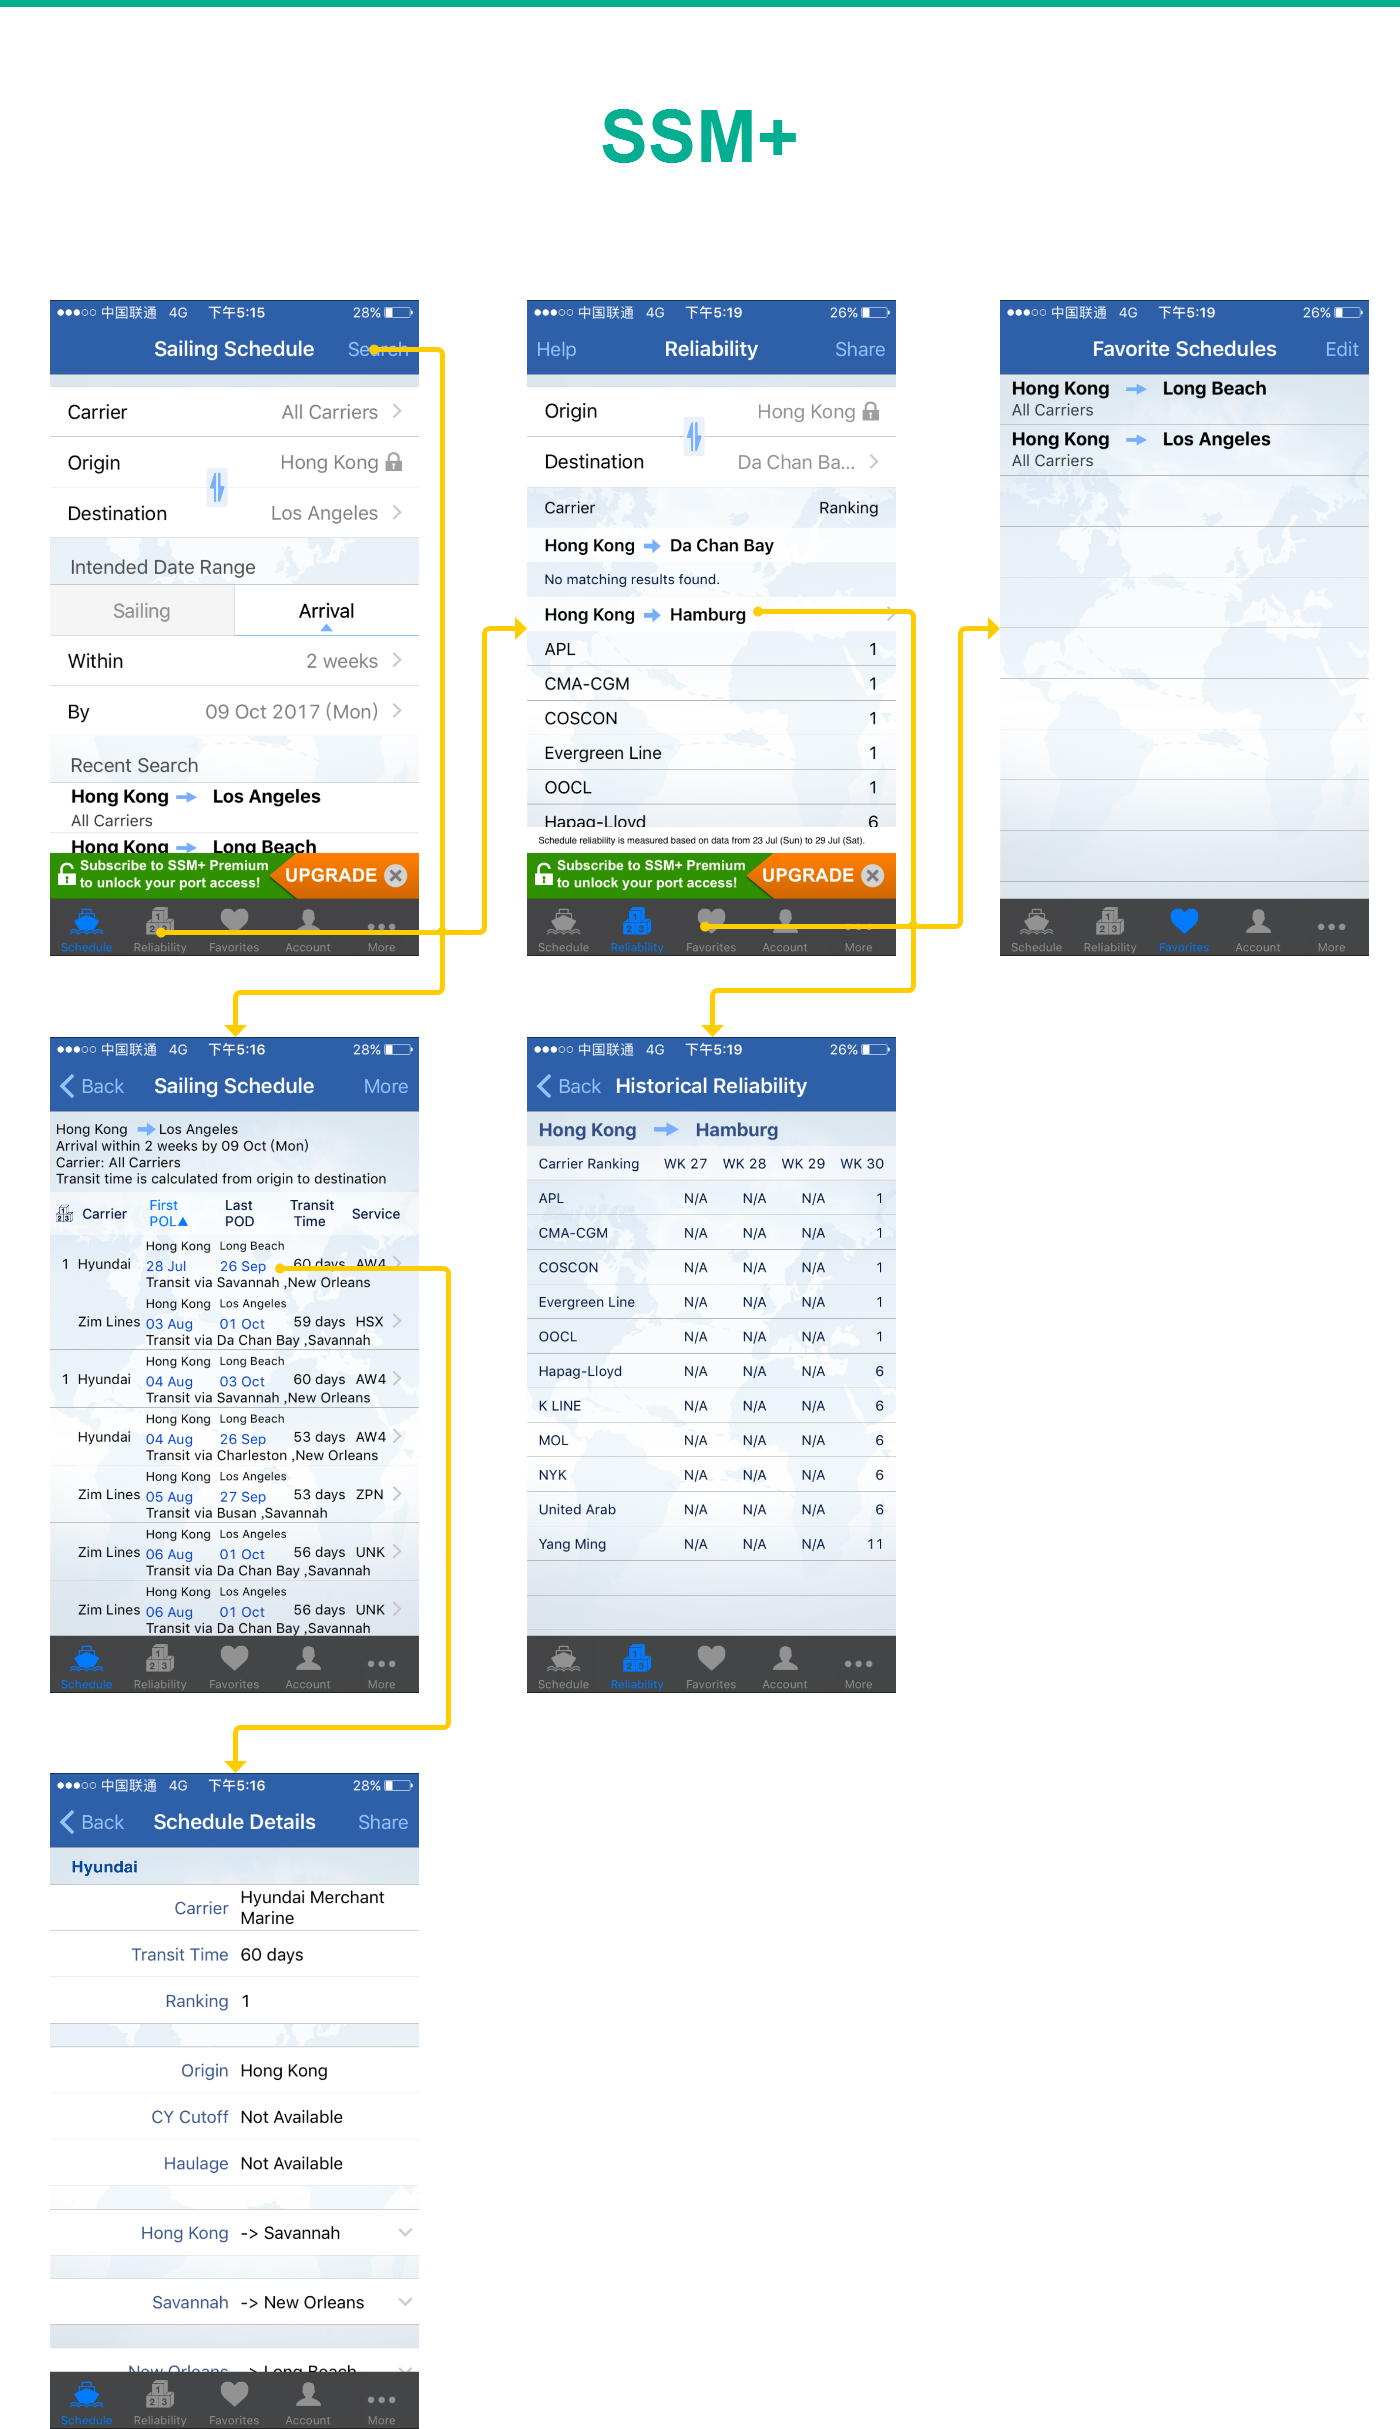 SSM+
中国联通 4G 下午5:15 28%
Sailing Schedule Search
Carrier All Carriers
Origin Hong Kong
Destination Los Angeles
Intended Date Range
Sailing Arrival
Within 2 weeks
By 09 Oct 2017 (Mon)
Recent Search
Hong Kong Los Angeles
All Carriers
Hong Kong Long Beach
Subscribe to SSM+ Premium
to unlock your port access!
UPGRADE
Schedule Reliability Favorites Account More
中国联通 4G 下午5:19 26%
Help Reliability Share
Origin Hong Kong
Destination Da Chan Ba...
Carrier Ranking
Hong Kong Da Chan Bay
No matching results found.
Hong Kong Hamburg
APL 1
CMA-CGM 1
COSCON 1
Evergreen Line 1
OOCL 1
Hapag-Lloyd 6
Schedule reliability is measured based on data from 23 Jul (Sun) to 29 Jul (Sat).
Subscribe to SSM+ Premium
to unlock your port access!
UPGRADE
Schedule Reliability Favorites Account More
中国联通 4G 下午5:19 26%
Favorite Schedules Edit
Hong Kong Long Beach
All Carriers
Hong Kong Los Angeles
All Carriers
Schedule Reliability Favorites Account More
中国联通 4G 下午5:16 28%
Back Sailing Schedule More
Hong Kong Los Angeles
Arrival within 2 weeks by 09 Oct (Mon)
Carrier: All Carriers
Transit time is calculated from origin to destination
Carrier First POL▲ Last POD Transit Time Service
Hong Kong Long Beach
1 Hyundai 28 Jul 26 Sep 60 days AW4
Transit via Savannah ,New Orleans
Hong Kong Los Angeles
Zim Lines 03 Aug 01 Oct 59 days HSX
Transit via Da Chan Bay ,Savannah
Hong Kong Long Beach
1 Hyundai 04 Aug 03 Oct 60 days AW4
Transit via Savannah ,New Orleans
Hong Kong Long Beach
Hyundai 04 Aug 26 Sep 53 days AW4
Transit via Charleston ,New Orleans
Hong Kong Los Angeles
Zim Lines 05 Aug 27 Sep 53 days ZPN
Transit via Busan ,Savannah
Hong Kong Los Angeles
Zim Lines 06 Aug 01 Oct 56 days UNK
Transit via Da Chan Bay ,Savannah
Hong Kong Los Angeles
Zim Lines 06 Aug 01 Oct 56 days UNK
Transit via Da Chan Bay ,Savannah
Schedule Reliability Favorites Account More
中国联通 4G 下午5:19 26%
Back Historical Reliability
Hong Kong Hamburg
Carrier Ranking WK 27 WK 28 WK 29 WK 30
APL N/A N/A N/A 1
CMA-CGM N/A N/A N/A 1
COSCON N/A N/A N/A 1
Evergreen Line N/A N/A N/A 1
OOCL N/A N/A N/A 1
Hapag-Lloyd N/A N/A N/A 6
K LINE N/A N/A N/A 6
MOL N/A N/A N/A 6
NYK N/A N/A N/A 6
United Arab N/A N/A N/A 6
Yang Ming N/A N/A N/A 11
Schedule Reliability Favorites Account More
中国联通 4G 下午5:16 28%
Back Schedule Details Share
Hyundai
Carrier Hyundai Merchant
Marine
Transit Time 60 days
Ranking 1
Origin Hong Kong
CY Cutoff Not Available
Haulage Not Available
Hong Kong -> Savannah
Savannah -> New Orleans
New Orleans -> Long Beach
Schedule Reliability Favorites Account More